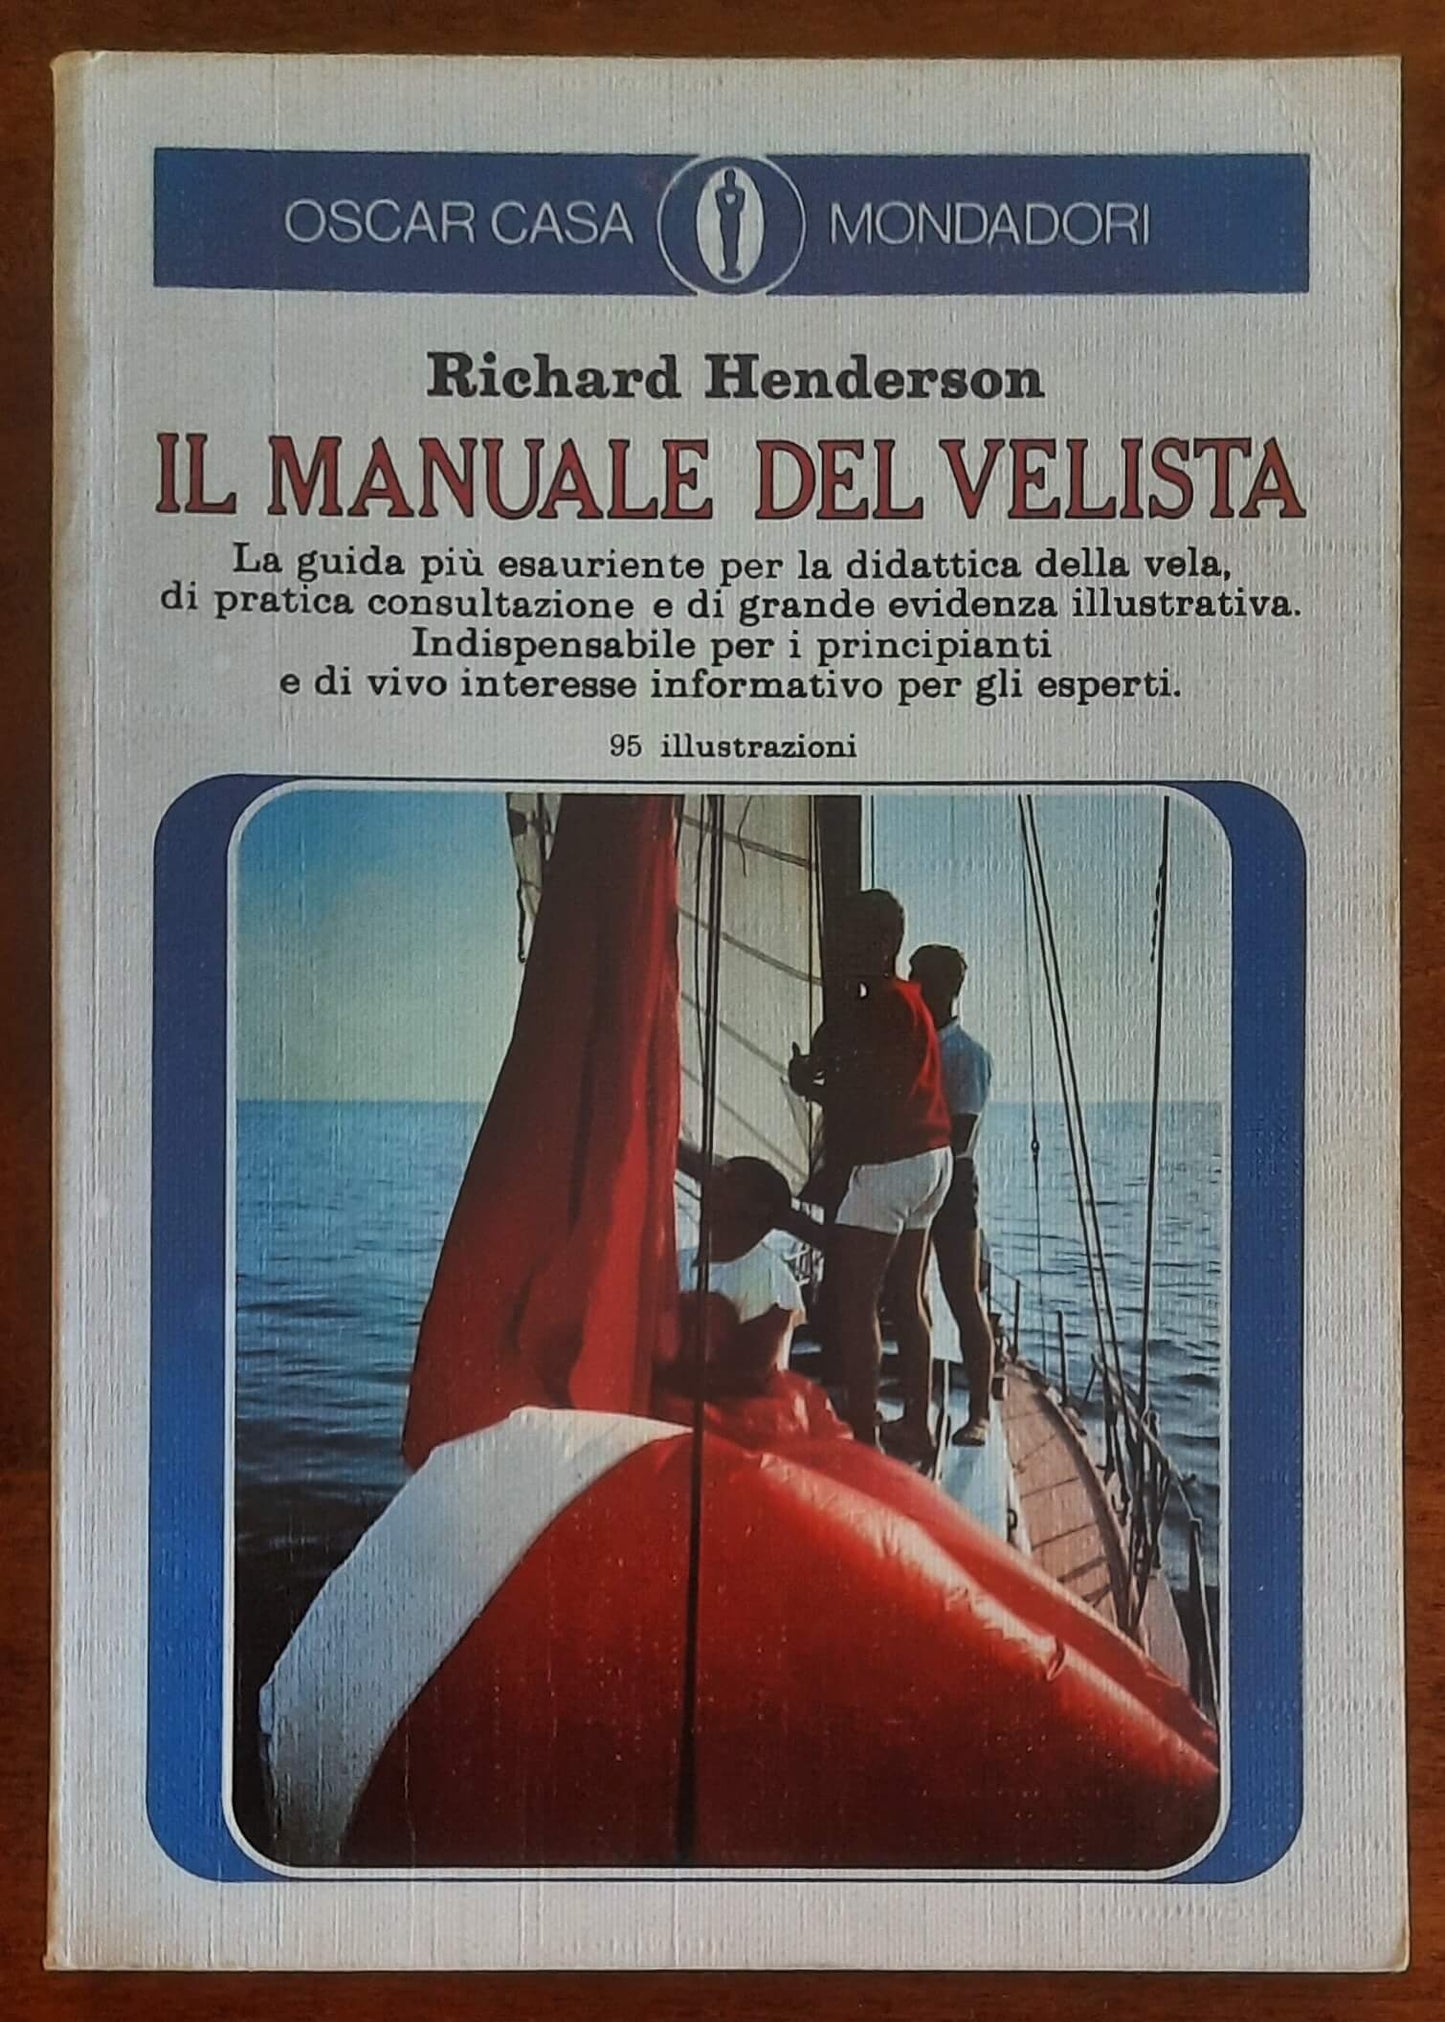 OSCAR CASA MONDADORI
Richard Henderson
IL MANUALE DEL VELISTA
La guida più esauriente per la didattica della vela,
di pratica consultazione e di grande evidenza illustrativa.
Indispensabile per i principianti
e di vivo interesse informativo per gli esperti.
95 illustrazioni